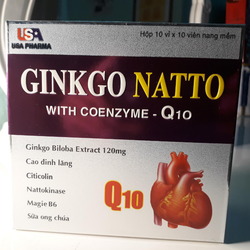 USA
USA PHARMA
Hộp 10 vỉ x 10 viên nang mềm
GINKGO NATTO
WITH COENZYME - Q10
Ginkgo Biloba Extract 120mg
Cao đinh lăng
Citicolin
Nattokinase
Magie B6
Sữa ong chúa
Q10